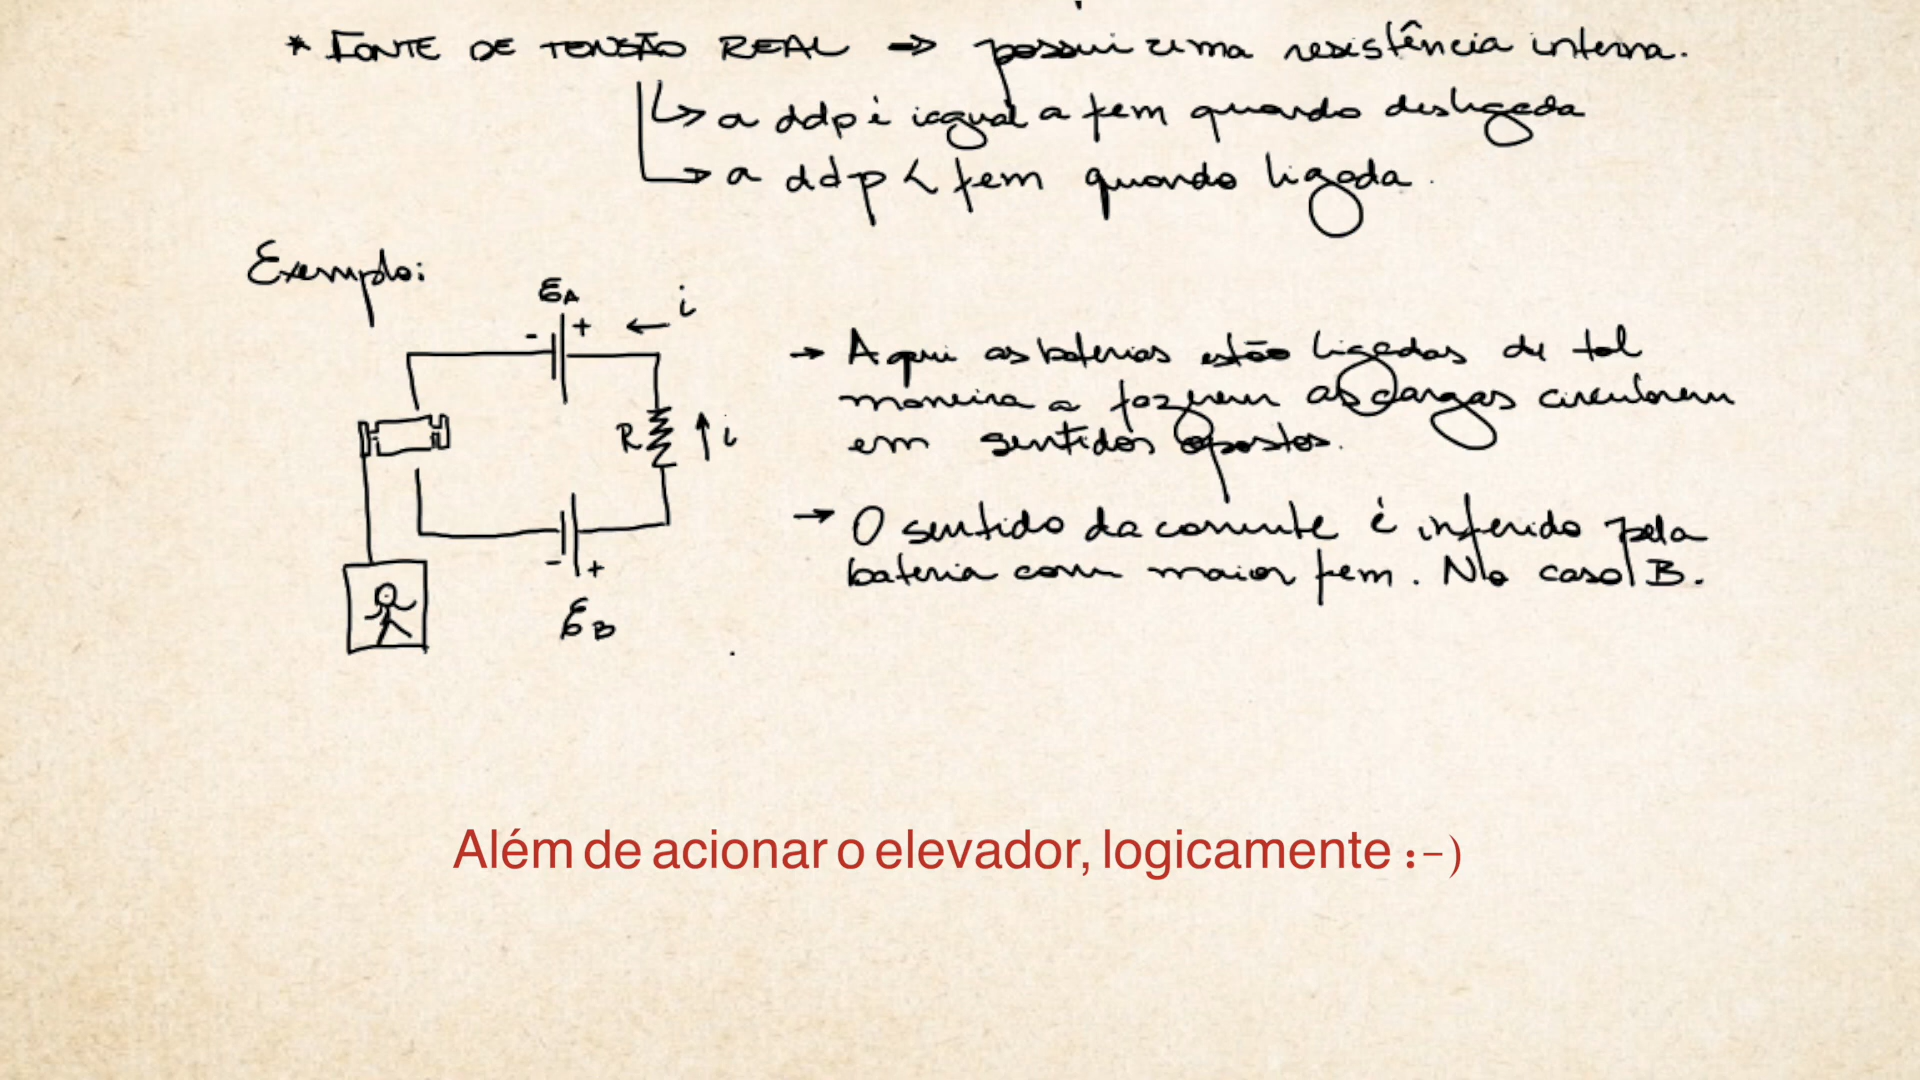 * FONTE DE TENSÃO REAL → possui uma resistência interna.
↳ a ddp é igual a fem quando desligada
↳ a ddp < fem quando ligada.
Exemplo:
εA
- +
← i
R ↑ i
- +
εB
→ Aqui as baterias estão ligadas de tal
maneira a fazerem as cargas circularem
em sentidos opostos.
→ O sentido da corrente é inferido pela
bateria com maior fem. No caso B.
Além de acionar o elevador, logicamente :-)